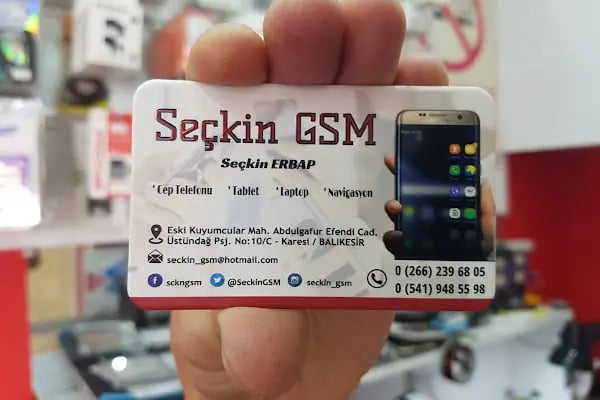 Seçkin GSM
Seçkin ERBAP
' Cep Telefonu ' Tablet ' Laptop ' Navigasyon
Eski Kuyumcular Mah. Abdulgafur Efendi Cad.
Üstündağ Psj. No:10/C - Karesi / BALIKESİR
seckin_gsm@hotmail.com
sckngsm @SeckinGSM seckin_gsm
0 (266) 239 68 05
0 (541) 948 55 98